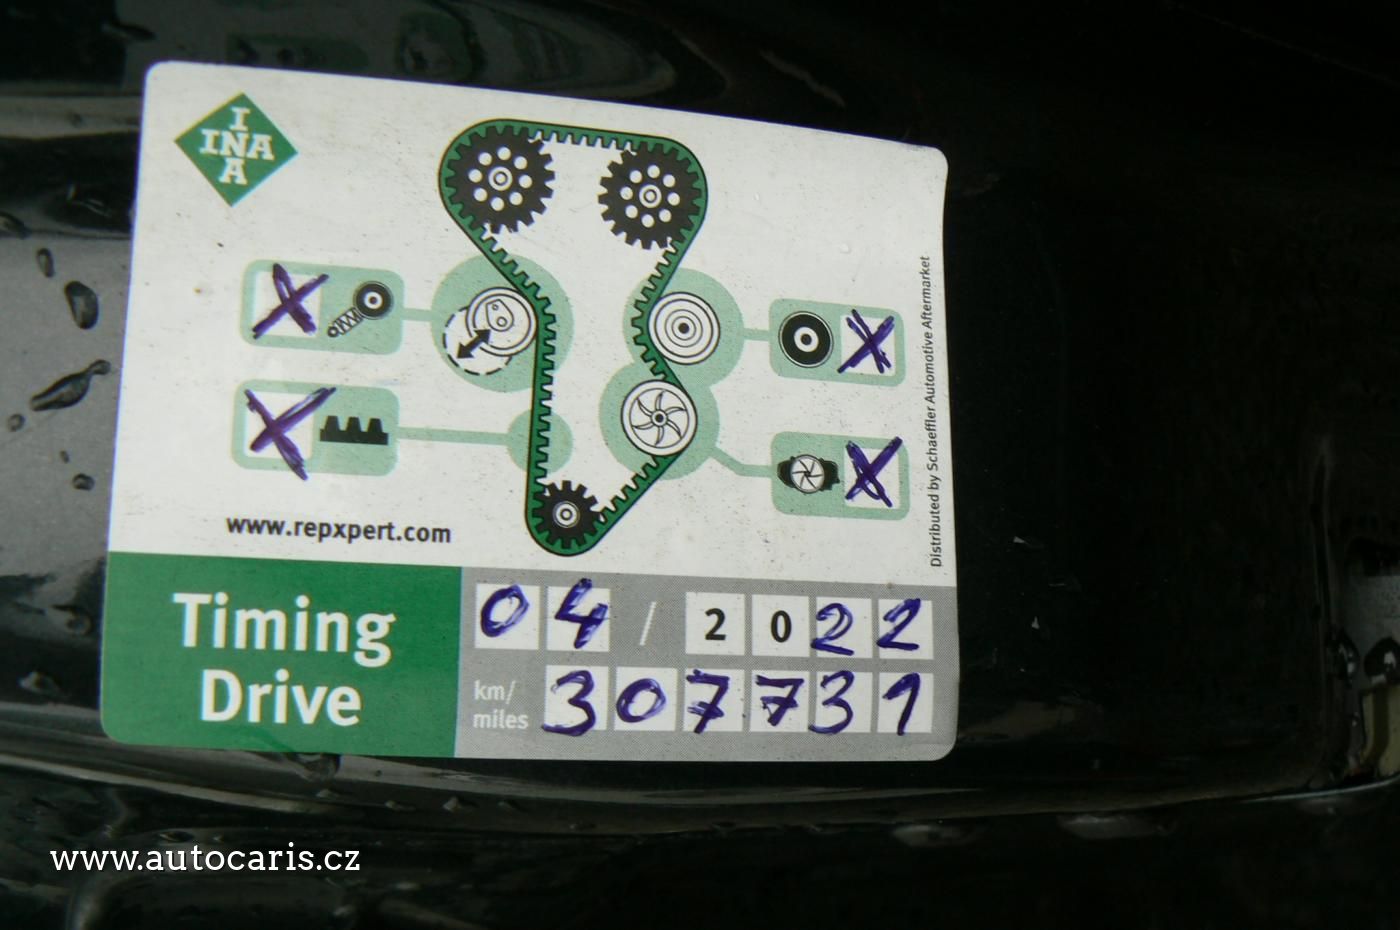 I
INA
A
www.repxpert.com
Distributed by Schaeffler Automotive Aftermarket
Timing
Drive
04 / 2022
km/
miles
307731
www.autocaris.cz